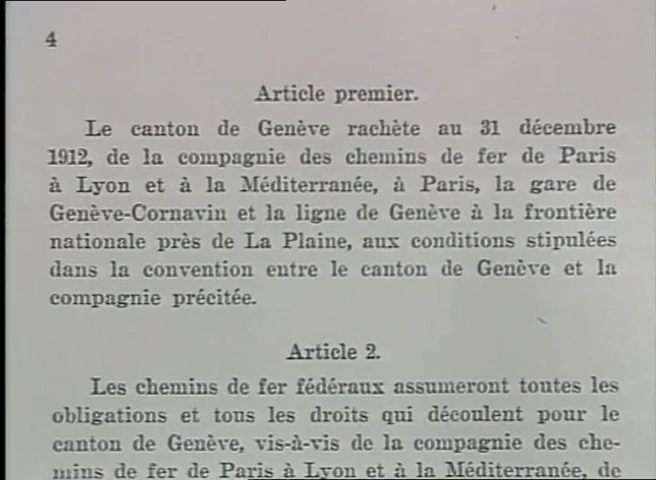 4
Article premier.
Le canton de Genève rachète au 31 décembre
1912, de la compagnie des chemins de fer de Paris
à Lyon et à la Méditerranée, à Paris, la gare de
Genève-Cornavin et la ligne de Genève à la frontière
nationale près de La Plaine, aux conditions stipulées
dans la convention entre le canton de Genève et la
compagnie précitée.
Article 2.
Les chemins de fer fédéraux assumeront toutes les
obligations et tous les droits qui découlent pour le
canton de Genève, vis-à-vis de la compagnie des che-
mins de fer de Paris à Lyon et à la Méditerranée, de